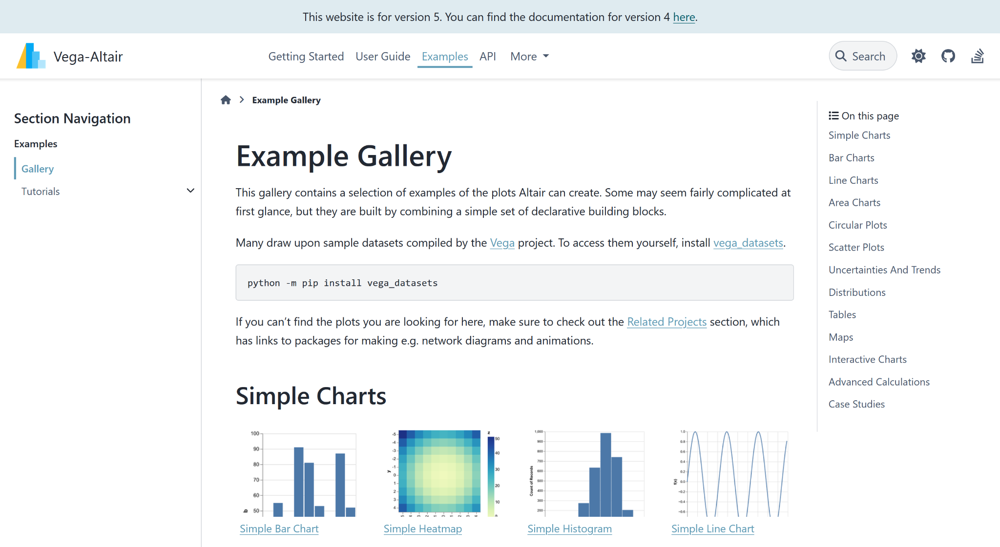 This website is for version 5. You can find the documentation for version 4 here.
Vega-Altair
Getting Started
User Guide
Examples
API
More
Search
Section Navigation
Examples
Gallery
Tutorials
Example Gallery
Example Gallery
This gallery contains a selection of examples of the plots Altair can create. Some may seem fairly complicated at
first glance, but they are built by combining a simple set of declarative building blocks.
Many draw upon sample datasets compiled by the Vega project. To access them yourself, install vega_datasets.
python -m pip install vega_datasets
If you can’t find the plots you are looking for here, make sure to check out the Related Projects section, which
has links to packages for making e.g. network diagrams and animations.
Simple Charts
100
90
80
70
60
50
b
Simple Bar Chart
-5
-4
-3
-2
-1
0
1
2
3
4
y
z
50
40
30
20
10
Simple Heatmap
1,000
900
800
700
600
500
400
300
200
Count of Records
Simple Histogram
1.0
0.8
0.6
0.4
0.2
0.0
−0.2
−0.4
−0.6
f(x)
Simple Line Chart
On this page
Simple Charts
Bar Charts
Line Charts
Area Charts
Circular Plots
Scatter Plots
Uncertainties And Trends
Distributions
Tables
Maps
Interactive Charts
Advanced Calculations
Case Studies